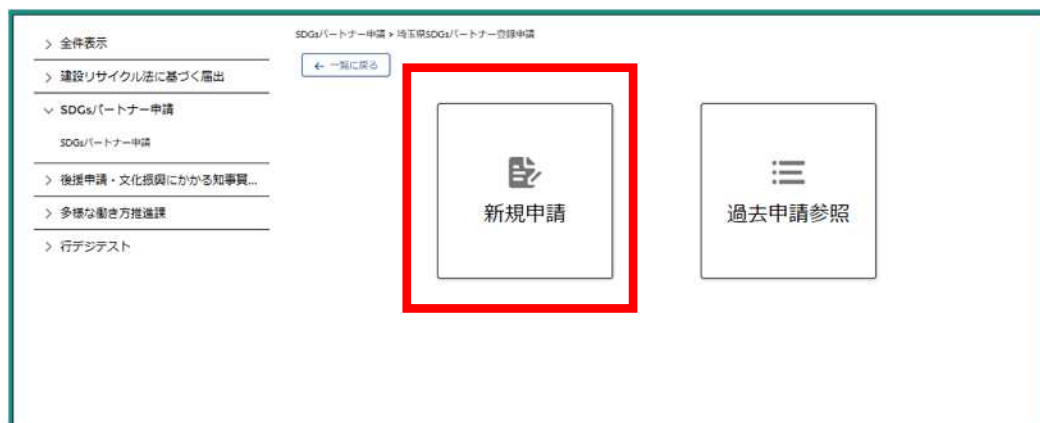 全件表示
建設リサイクル法に基づく届出
SDGsパートナー申請
SDGsパートナー申請
後援申請・文化振興にかかる知事賞...
多様な働き方推進課
行デジテスト
SDGsパートナー申請 > 埼玉県SDGsパートナー登録申請
← 一覧に戻る
新規申請
過去申請参照